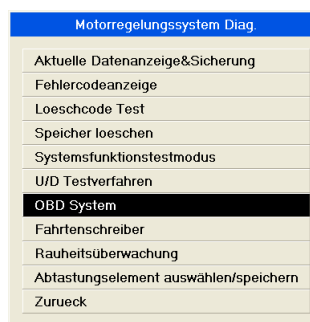 Motorregelungssystem Diag.
Aktuelle Datenanzeige&Sicherung
Fehlercodeanzeige
Loeschcode Test
Speicher loeschen
Systemsfunktionstestmodus
U/D Testverfahren
OBD System
Fahrtenschreiber
Rauheitsüberwachung
Abtastungselement auswählen/speichern
Zurueck